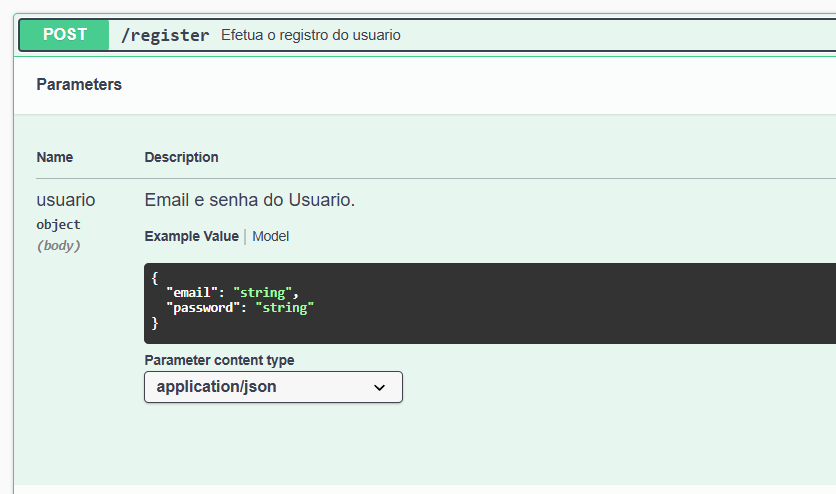 POST /register Efetua o registro do usuario
Parameters
Name Description
usuario Email e senha do Usuario.
object
(body)
Example Value | Model
{
"email": "string",
"password": "string"
}
Parameter content type
application/json